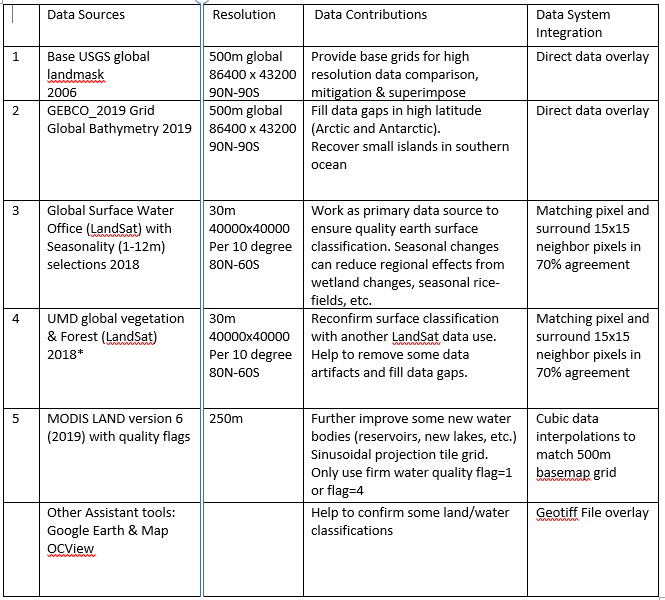 Data Sources
Resolution
Data Contributions
Data System
Integration
1
Base USGS global
landmask
2006
500m global
86400 x 43200
90N-90S
Provide base grids for high
resolution data comparison,
mitigation & superimpose
Direct data overlay
2
GEBCO_2019 Grid
Global Bathymetry 2019
500m global
86400 x 43200
90N-90S
Fill data gaps in high latitude
(Arctic and Antarctic).
Recover small islands in southern
ocean
Direct data overlay
3
Global Surface Water
Office (LandSat) with
Seasonality (1-12m)
selections 2018
30m
40000x40000
Per 10 degree
80N-60S
Work as primary data source to
ensure quality earth surface
classification. Seasonal changes
can reduce regional effects from
wetland changes, seasonal rice-
fields, etc.
Matching pixel and
surround 15x15
neighbor pixels in
70% agreement
4
UMD global vegetation
& Forest (LandSat)
2018*
30m
40000x40000
Per 10 degree
80N-60S
Reconfirm surface classification
with another LandSat data use.
Help to remove some data
artifacts and fill data gaps.
Matching pixel and
surround 15x15
neighbor pixels in
70% agreement
5
MODIS LAND version 6
(2019) with quality flags
250m
Further improve some new water
bodies (reservoirs, new lakes, etc.)
Sinusoidal projection tile grid.
Only use firm water quality flag=1
or flag=4
Cubic data
interpolations to
match 500m
basemap grid
Other Assistant tools:
Google Earth & Map
OCView
Help to confirm some land/water
classifications
Geotiff File overlay